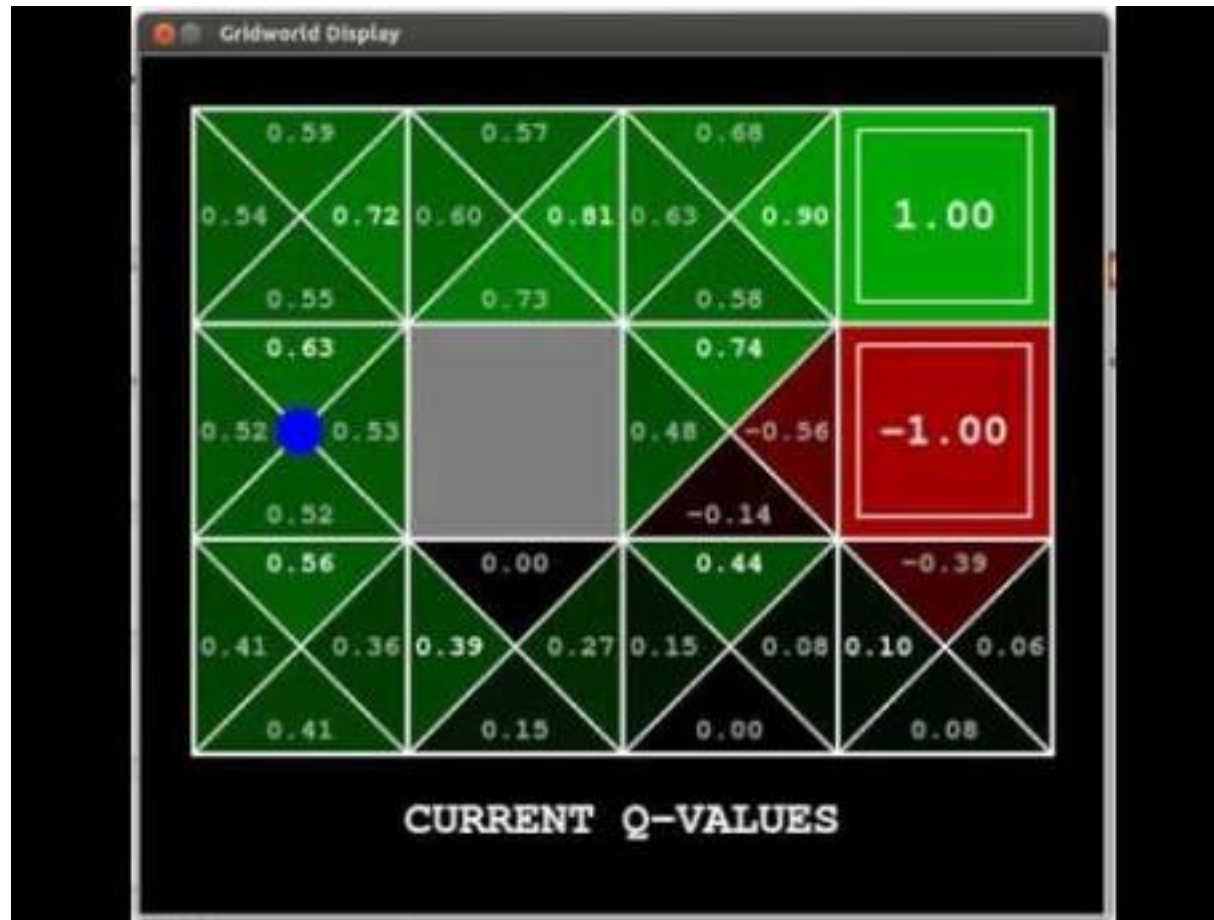 Gridworld Display
0.59 0.57 0.68
0.54 0.72 0.60 0.81 0.63 0.90 1.00
0.55 0.73 0.58
0.63 0.74
0.52 0.53 0.48 -0.56 -1.00
0.52 -0.14
0.56 0.00 0.44 -0.39
0.41 0.36 0.39 0.27 0.15 0.08 0.10 0.06
0.41 0.15 0.00 0.08
CURRENT Q-VALUES